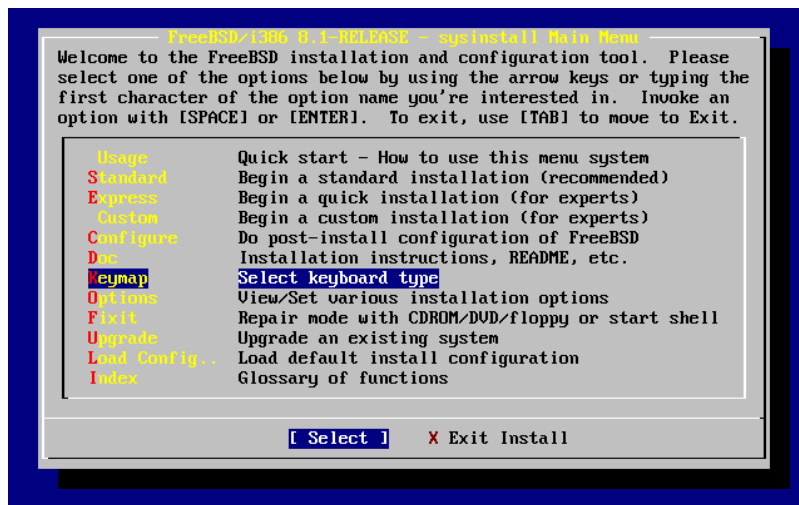 FreeBSD/i386 8.1-RELEASE - sysinstall Main Menu
Welcome to the FreeBSD installation and configuration tool.  Please
select one of the options below by using the arrow keys or typing the
first character of the option name you're interested in.  Invoke an
option with [SPACE] or [ENTER].  To exit, use [TAB] to move to Exit.
Usage Quick start - How to use this menu system
Standard Begin a standard installation (recommended)
Express Begin a quick installation (for experts)
Custom Begin a custom installation (for experts)
Configure Do post-install configuration of FreeBSD
Doc Installation instructions, README, etc.
Keymap Select keyboard type
Options View/Set various installation options
Fixit Repair mode with CDROM/DVD/floppy or start shell
Upgrade Upgrade an existing system
Load Config.. Load default install configuration
Index Glossary of functions
[ Select ] X Exit Install